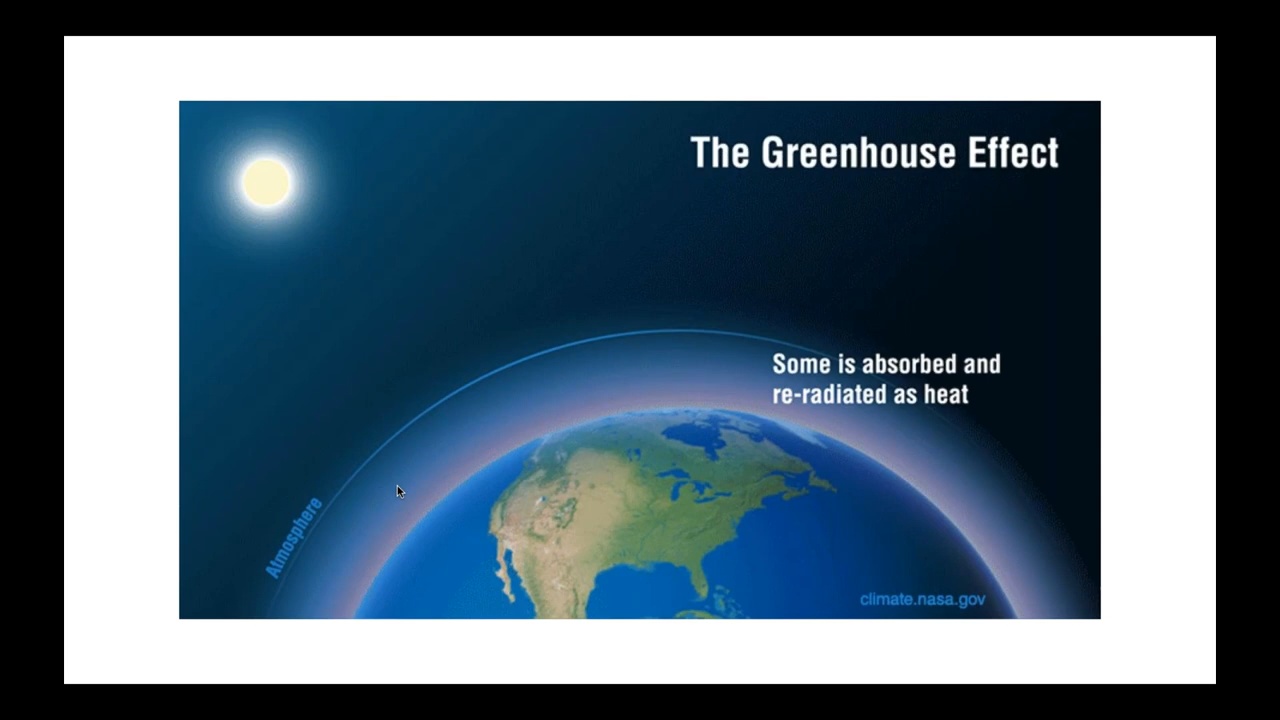 The Greenhouse Effect
Some is absorbed and
re-radiated as heat
Atmosphere
climate.nasa.gov